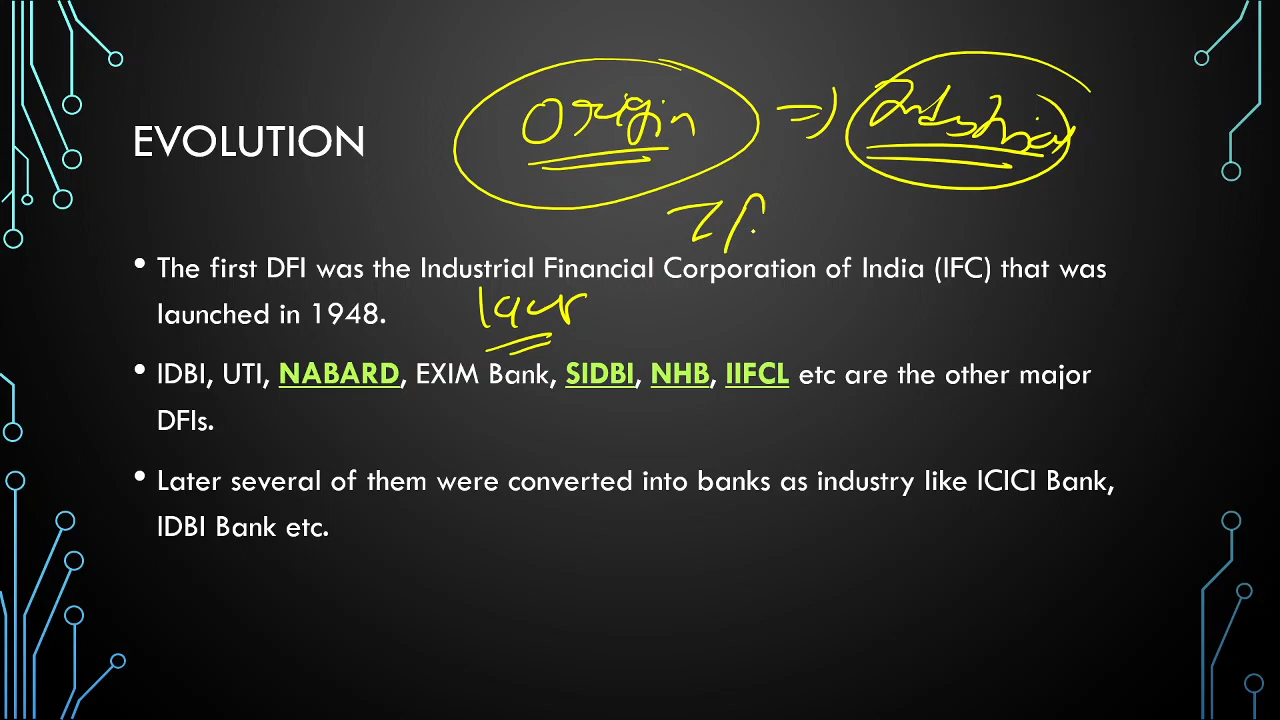 origin => Industrial
EVOLUTION
• The first DFI was the Industrial Financial Corporation of India (IFC) that was
launched in 1948.
• IDBI, UTI, NABARD, EXIM Bank, SIDBI, NHB, IIFCL etc are the other major
DFIs.
• Later several of them were converted into banks as industry like ICICI Bank,
IDBI Bank etc.